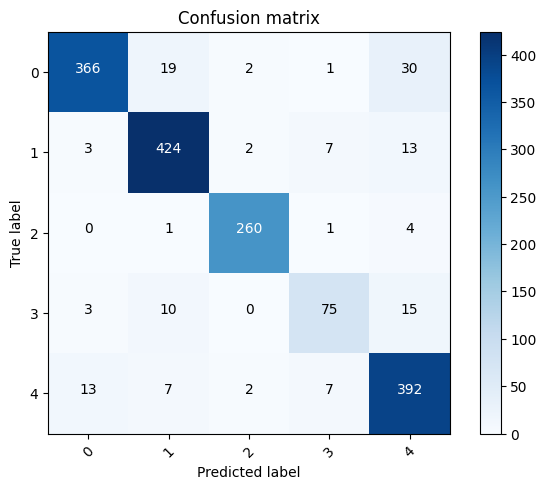 Confusion matrix
0 366 19 2 1 30
1 3 424 2 7 13
2 0 1 260 1 4
3 3 10 0 75 15
4 13 7 2 7 392
0 1 2 3 4
True label
Predicted label
400
350
300
250
200
150
100
50
0